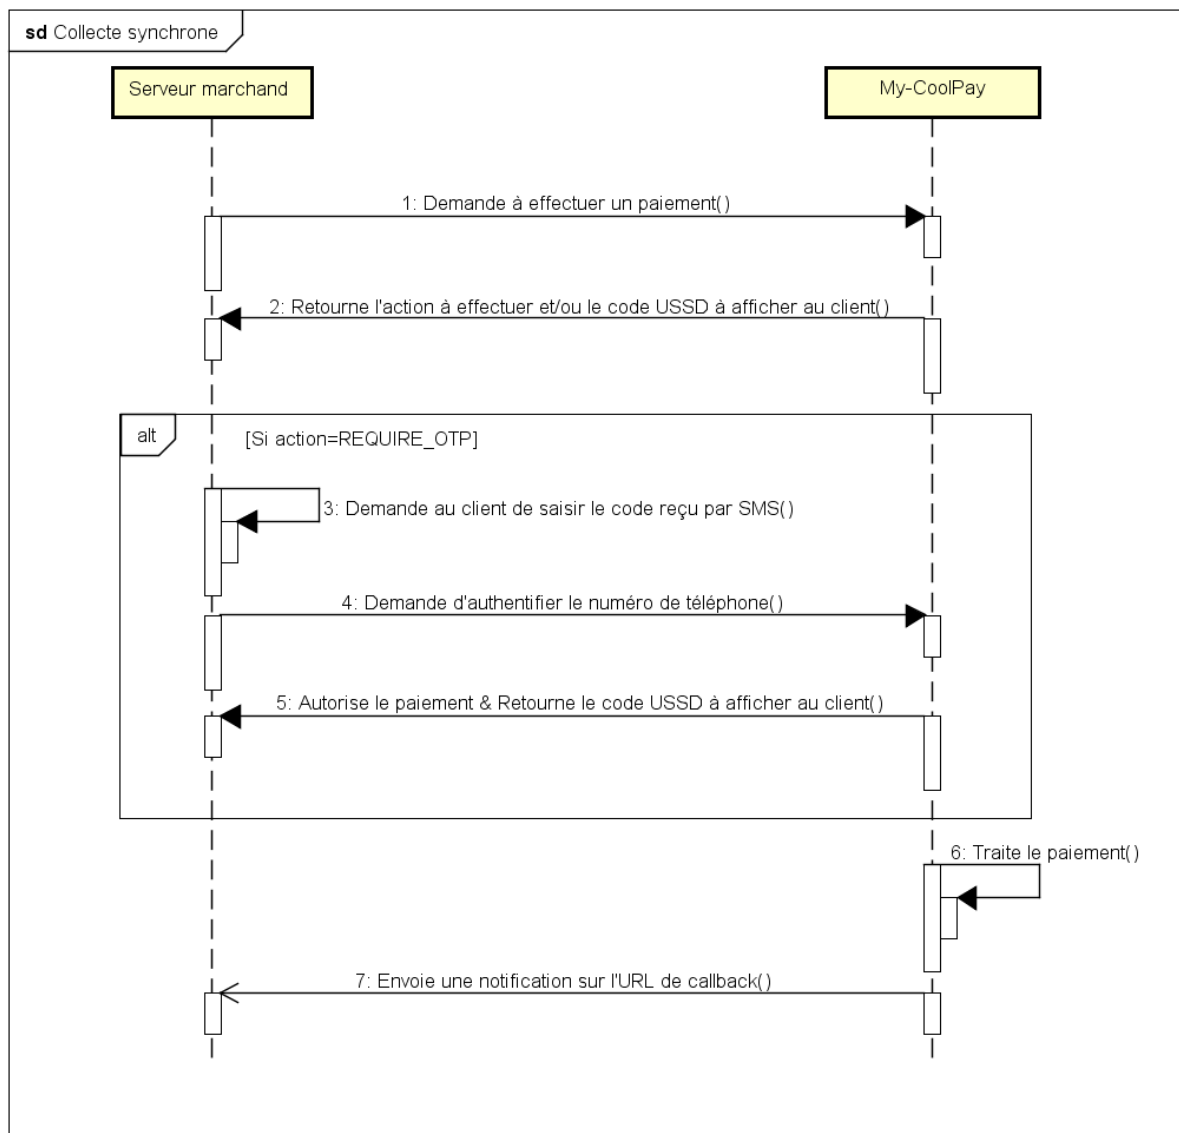 sd Collecte synchrone
Serveur marchand
My-CoolPay
1: Demande à effectuer un paiement()
2: Retourne l'action à effectuer et/ou le code USSD à afficher au client()
alt
[Si action=REQUIRE_OTP]
3: Demande au client de saisir le code reçu par SMS()
4: Demande d'authentifier le numéro de téléphone()
5: Autorise le paiement & Retourne le code USSD à afficher au client()
6: Traite le paiement()
7: Envoie une notification sur l'URL de callback()